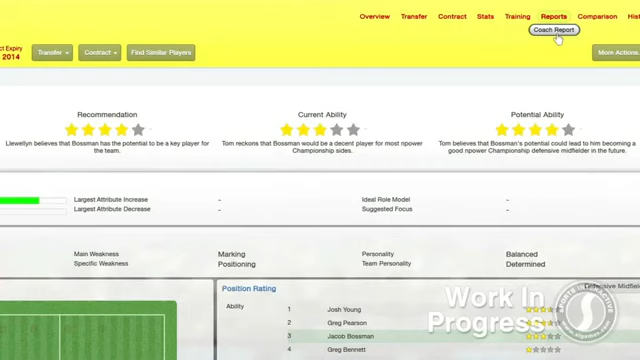 Overview Transfer Contract Stats Training Reports Comparison
Coach Report
2014
Transfer Contract Find Similar Players More Actions
Recommendation Current Ability Potential Ability
Llewellyn believes that Bossman has the potential to be a key player for the team.
Tom reckons that Bossman would be a decent player for most npower Championship sides.
Tom believes that Bossman's potential could lead to him becoming a good npower Championship defensive midfielder in the future.
Largest Attribute Increase - Ideal Role Model -
Largest Attribute Decrease - Suggested Focus -
Main Weakness Marking Personality Balanced
Specific Weakness Positioning Team Personality Determined
Position Rating
Ability 1 Josh Young
2 Greg Pearson
3 Jacob Bossman
4 Greg Bennett
Work In
Progress
SPORTS INTERACTIVE
www.sigames.com